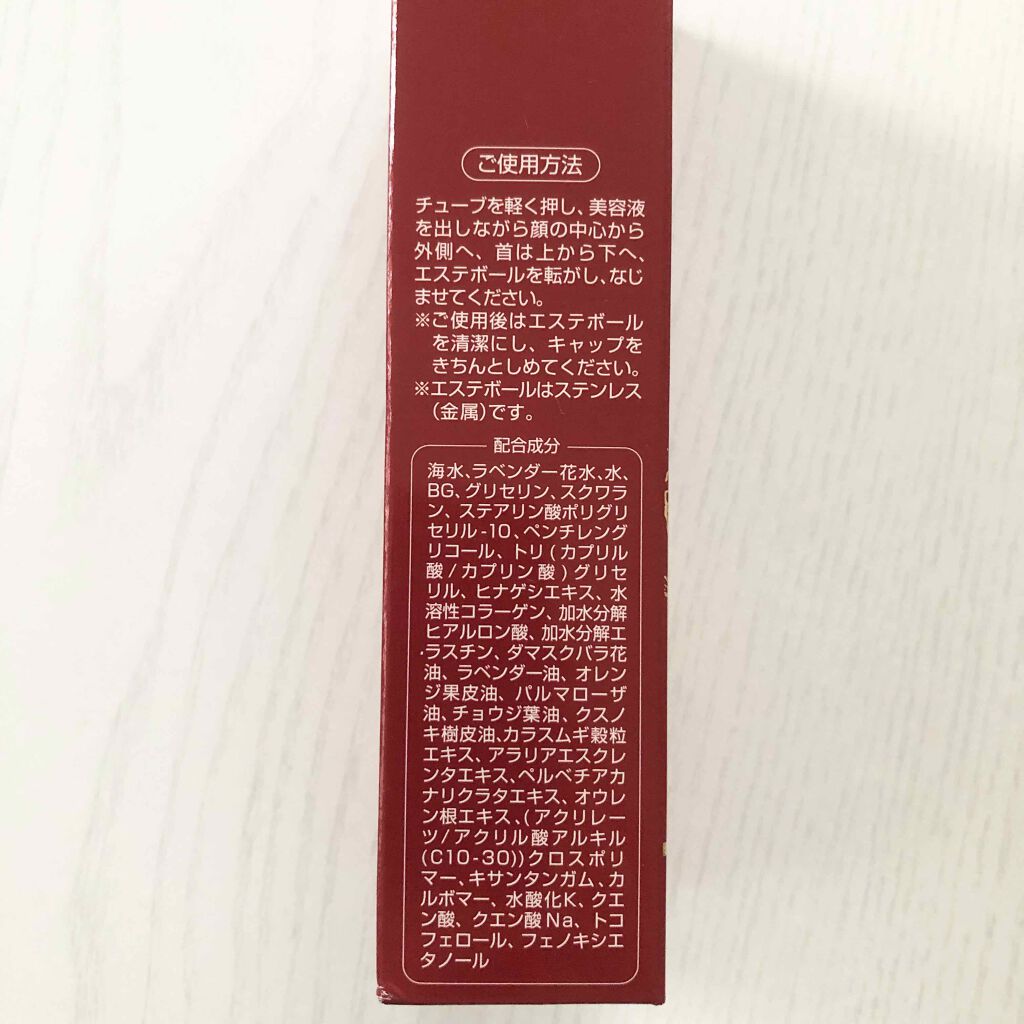 ご使用方法
チューブを軽く押し、美容液
を出しながら顔の中心から
外側へ、首は上から下へ、
エステボールを転がし、なじ
ませてください。
※ご使用後はエステボール
を清潔にし、キャップを
きちんとしめてください。
※エステボールはステンレス
(金属)です。
配合成分
海水、ラベンダー花水、水、
BG、グリセリン、スクワラ
ン、ステアリン酸ポリグリ
セリル-10、ペンチレング
リコール、トリ(カプリル
酸/カプリン酸)グリセ
リル、ヒナゲシエキス、水
溶性コラーゲン、加水分解
ヒアルロン酸、加水分解エ
ラスチン、ダマスクバラ花
油、ラベンダー油、オレン
ジ果皮油、パルマローザ
油、チョウジ葉油、クスノ
キ樹皮油、カラスムギ穀粒
エキス、アラリアエスクレ
ンタエキス、ペルベチアカ
ナリクラタエキス、オウレ
ン根エキス、(アクリレー
ツ/アクリル酸アルキル
(C10-30))クロスポリ
マー、キサンタンガム、カ
ルボマー、水酸化K、クエ
ン酸、クエン酸Na、トコ
フェロール、フェノキシエ
タノール